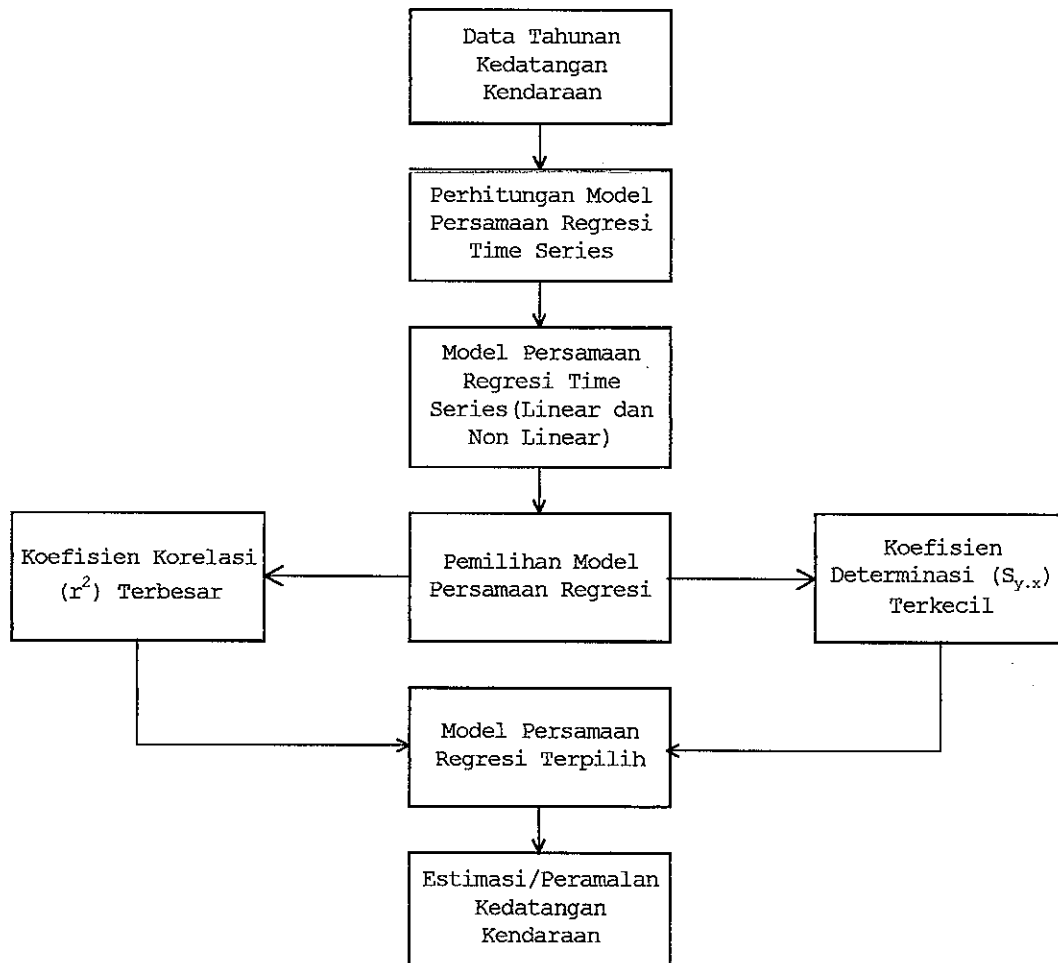 Data Tahunan
Kedatangan
Kendaraan
Perhitungan Model
Persamaan Regresi
Time Series
Model Persamaan
Regresi Time
Series(Linear dan
Non Linear)
Koefisien Korelasi
(r²) Terbesar
Pemilihan Model
Persamaan Regresi
Koefisien
Determinasi (Sy.x)
Terkecil
Model Persamaan
Regresi Terpilih
Estimasi/Peramalan
Kedatangan
Kendaraan